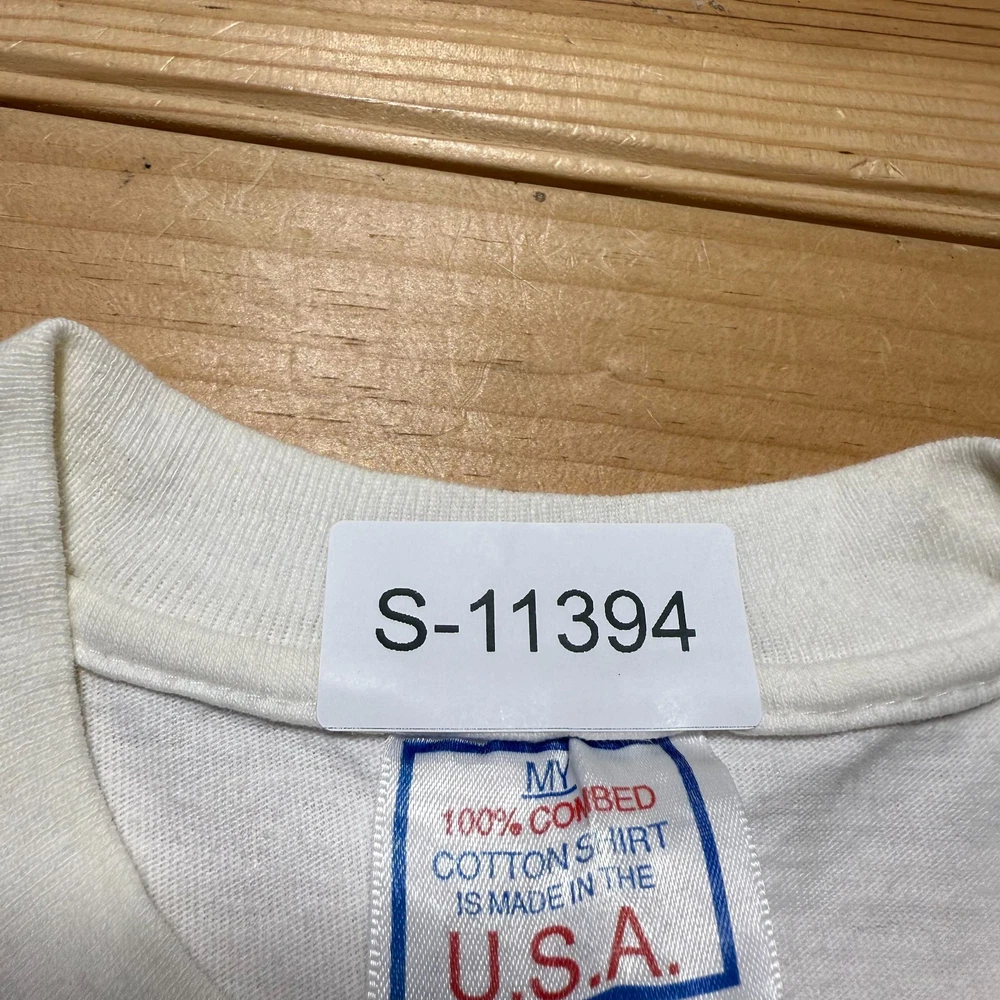 S-11394
MY
100% COMBED
COTTON SHIRT
IS MADE IN THE
U.S.A.